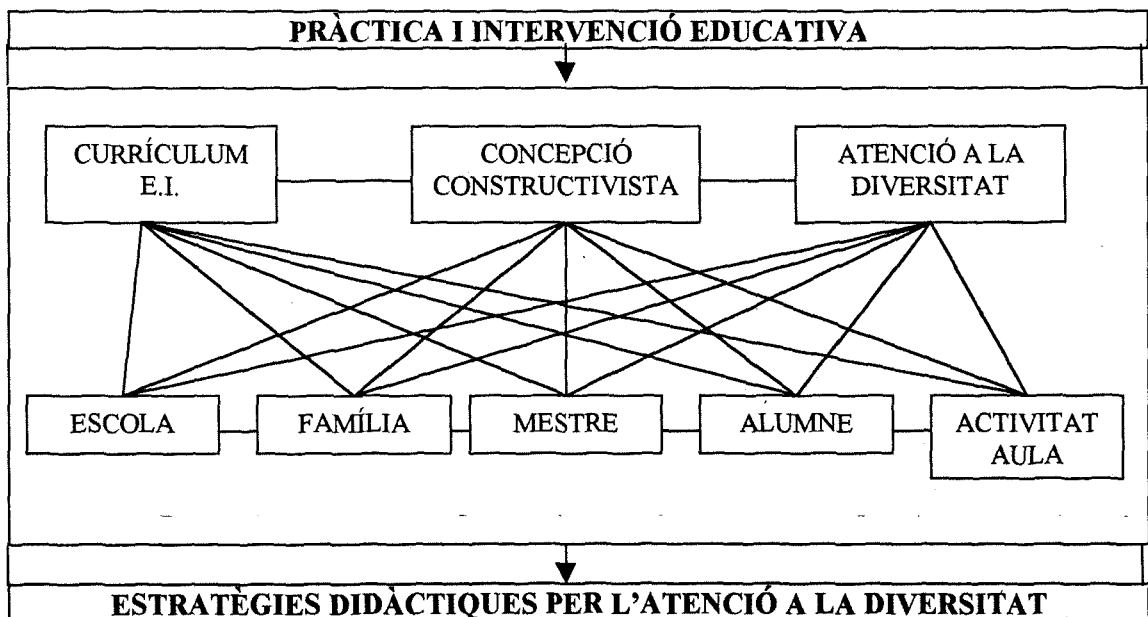 PRÀCTICA I INTERVENCIÓ EDUCATIVA
CURRÍCULUM
E.I.
CONCEPCIÓ
CONSTRUCTIVISTA
ATENCIÓ A LA
DIVERSITAT
ESCOLA
FAMÍLIA
MESTRE
ALUMNE
ACTIVITAT
AULA
ESTRATÈGIES DIDÀCTIQUES PER L'ATENCIÓ A LA DIVERSITAT